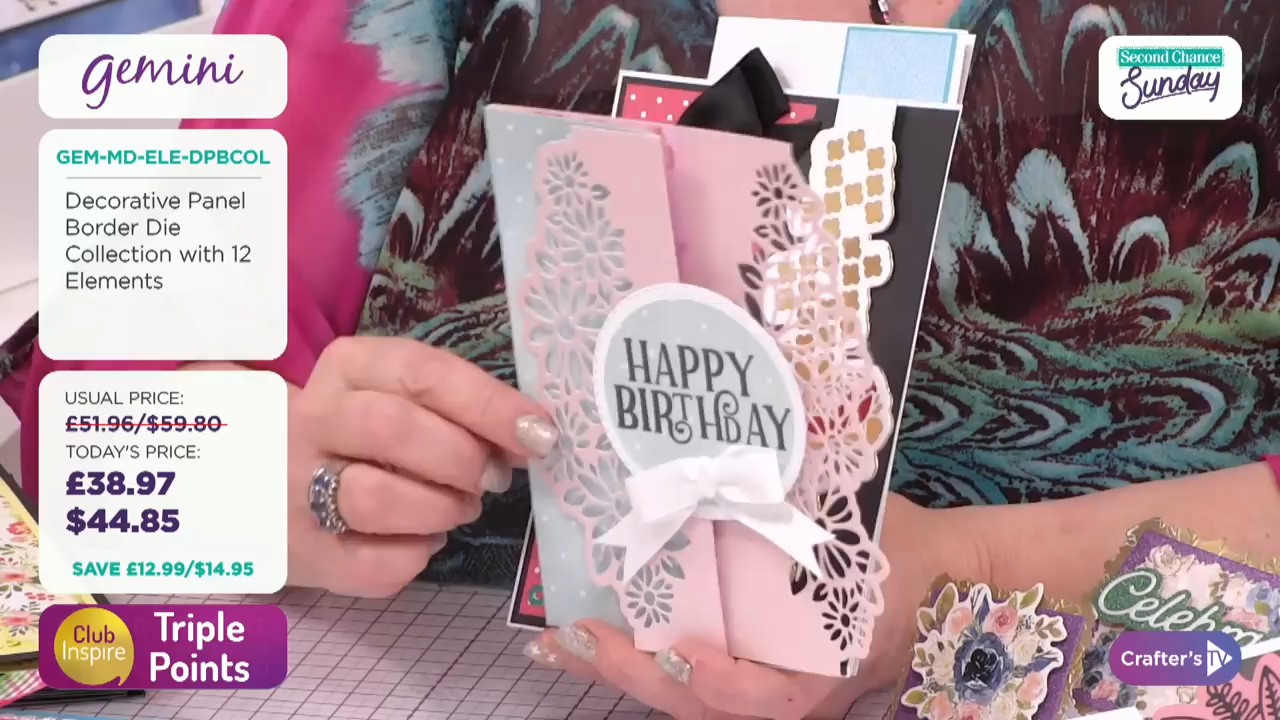 gemini
GEM-MD-ELE-DPBCOL
Decorative Panel
Border Die
Collection with 12
Elements
USUAL PRICE:
£51.96/$59.80
TODAY'S PRICE:
£38.97
$44.85
SAVE £12.99/$14.95
Club
Inspire
Triple
Points
HAPPY
BIRTHDAY
Second Chance
Sunday
Celebra
Crafter's TV